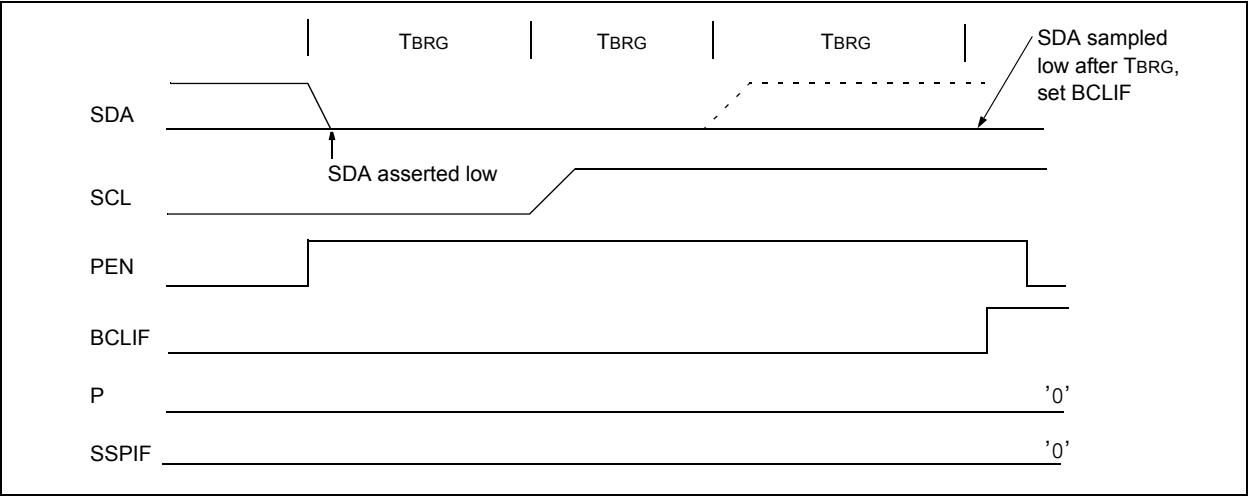 TBRG TBRG TBRG
SDA sampled
low after TBRG,
set BCLIF
SDA
SDA asserted low
SCL
PEN
BCLIF
P '0'
SSPIF '0'